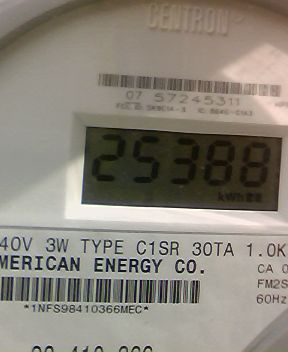 CENTRON
07 57245311
25388
kWh
40V 3W TYPE C1SR 30TA 1.0K
MERICAN ENERGY CO.
CA 0
FM2S
60Hz
*1NFS98410366MEC*